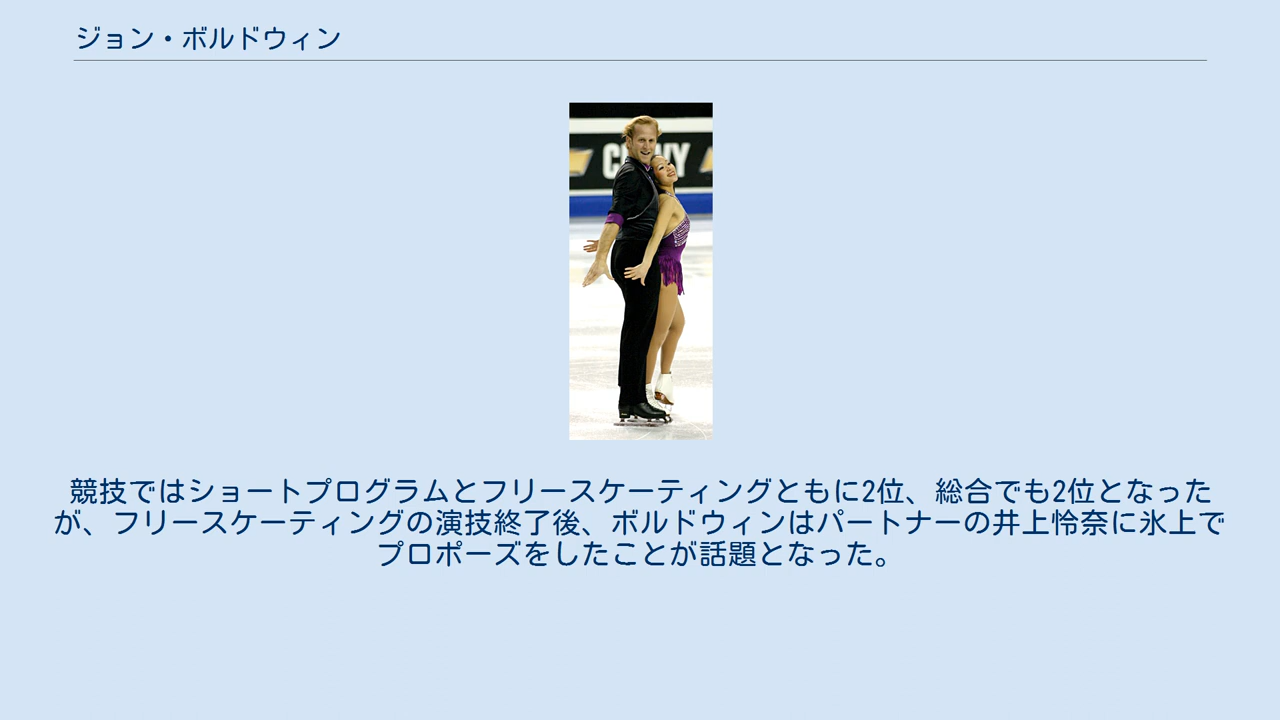 ジョン・ボルドウィン
競技ではショートプログラムとフリースケーティングともに2位、総合でも2位となった
が、フリースケーティングの演技終了後、ボルドウィンはパートナーの井上怜奈に氷上で
プロポーズをしたことが話題となった。